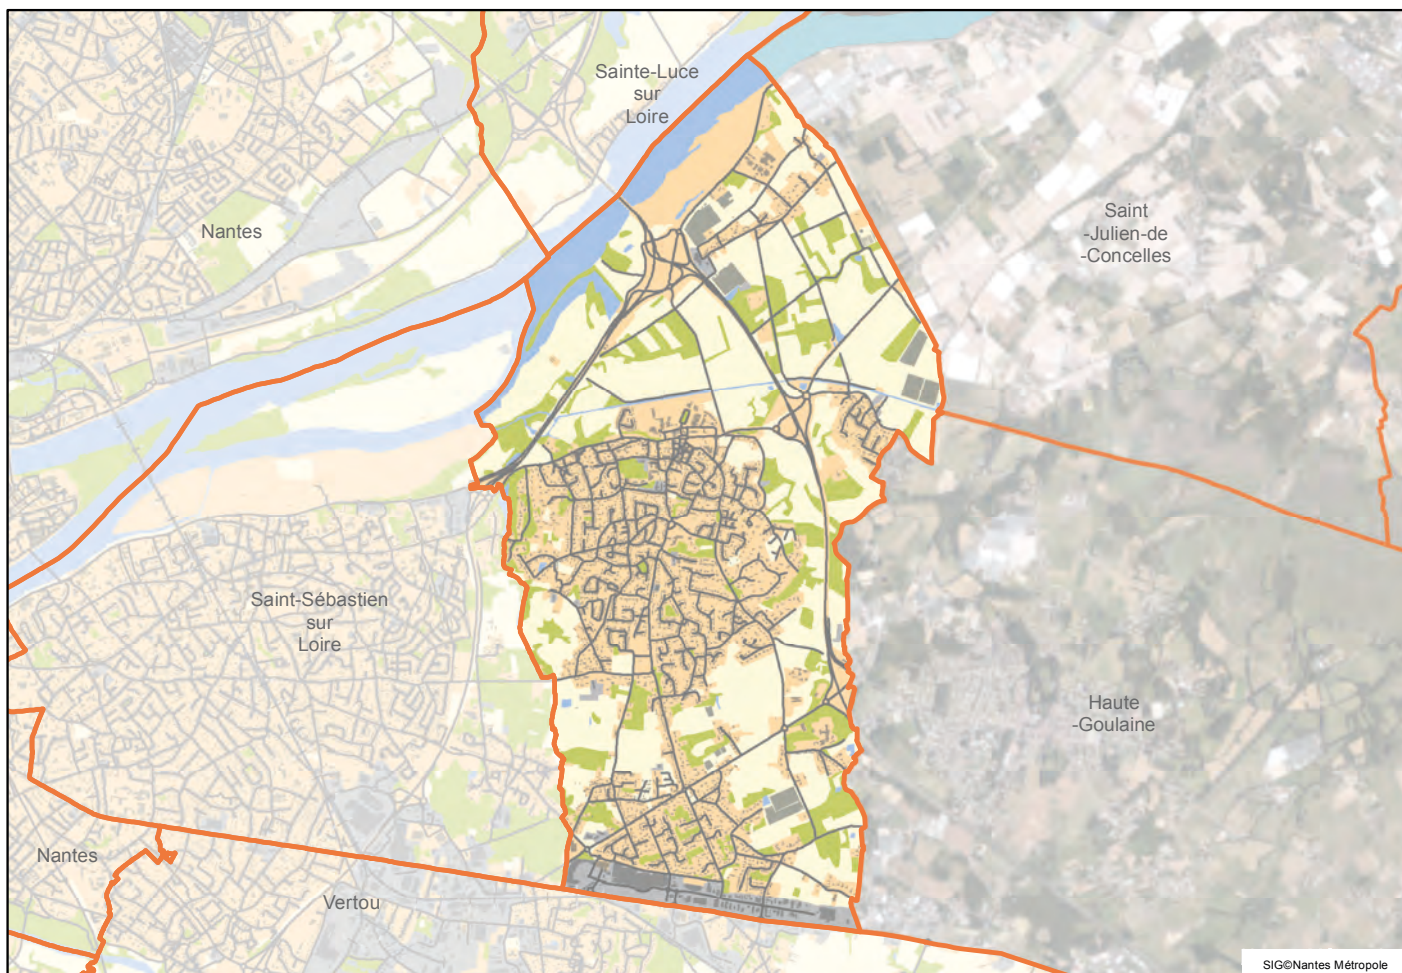 Sainte-Luce
sur
Loire
Nantes
Saint
-Julien-de
-Concelles
Saint-Sébastien
sur
Loire
Haute
-Goulaine
Nantes
Vertou
SIG©Nantes Métropole